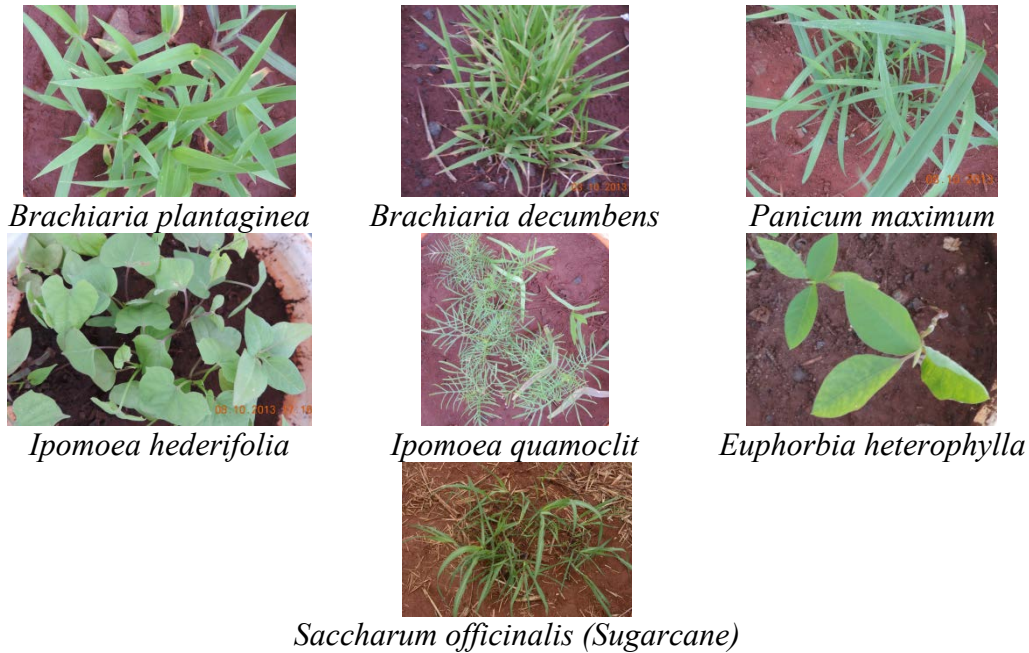 Brachiaria plantaginea
Brachiaria decumbens
Panicum maximum
Ipomoea hederifolia
Ipomoea quamoclit
Euphorbia heterophylla
Saccharum officinalis (Sugarcane)